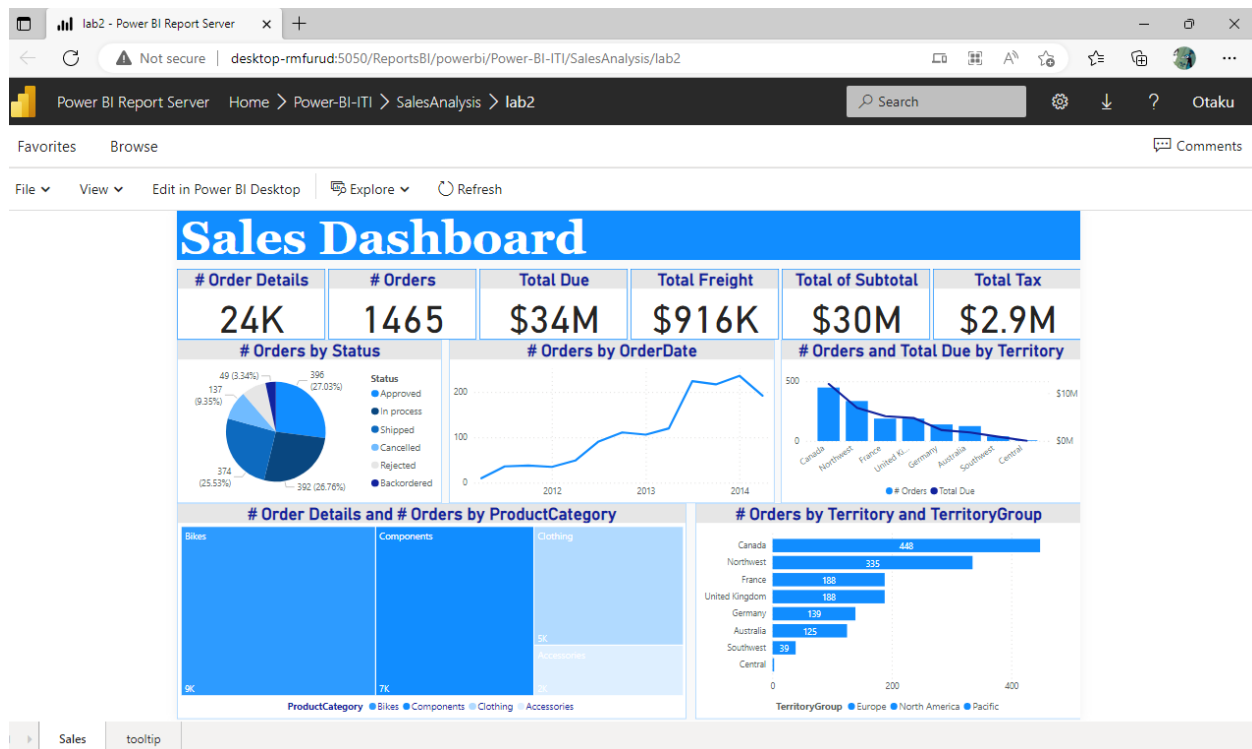 lab2 - Power BI Report Server
Not secure desktop-rmfurud:5050/ReportsBI/powerbi/Power-BI-ITI/SalesAnalysis/lab2
Power BI Report Server Home > Power-BI-ITI > SalesAnalysis > lab2 Search ? Otaku
Favorites Browse Comments
File View Edit in Power BI Desktop Explore Refresh
Sales Dashboard
# Order Details # Orders Total Due Total Freight Total of Subtotal Total Tax
24K 1465 $34M $916K $30M $2.9M
# Orders by Status
49 (3.34%)
396
(27.03%)
137
(9.35%)
374
(25.53%)
392 (26.76%)
Status
Approved
In process
Shipped
Cancelled
Rejected
Backordered
# Orders by OrderDate
200
100
0
2012 2013 2014
# Orders and Total Due by Territory
500
0
$10M
$0M
Canada Northwest France United Ki... Germany Australia Southwest Central
# Orders Total Due
# Order Details and # Orders by ProductCategory
Bikes Components Clothing
5K
Accessories
9K 7K
ProductCategory Bikes Components Clothing Accessories
# Orders by Territory and TerritoryGroup
Canada 448
Northwest 335
France 188
United Kingdom 188
Germany 139
Australia 125
Southwest 39
Central
0 200 400
TerritoryGroup Europe North America Pacific
Sales tooltip